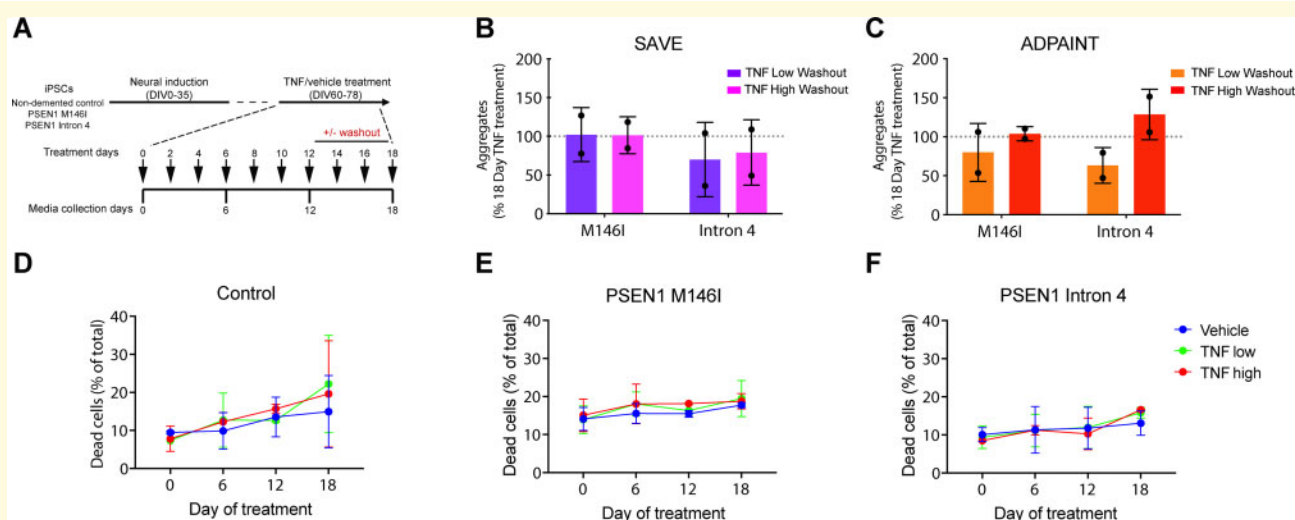 A
iPSCs
Non-demented control
PSEN1 M146I
PSEN1 Intron 4
Neural induction
(DIV0-35)
TNF/vehicle treatment
(DIV60-78)
+/- washout
Treatment days 0 2 4 6 8 10 12 14 16 18
Media collection days 0 6 12 18
B
SAVE
Aggregates
(% 18 Day TNF treatment)
200
150
100
50
0
TNF Low Washout
TNF High Washout
M146I Intron 4
C
ADPAINT
Aggregates
(% 18 Day TNF treatment)
200
150
100
50
0
TNF Low Washout
TNF High Washout
M146I Intron 4
D
Control
Dead cells (% of total)
40
30
20
10
0
0 6 12 18
Day of treatment
E
PSEN1 M146I
Dead cells (% of total)
40
30
20
10
0
0 6 12 18
Day of treatment
F
PSEN1 Intron 4
Dead cells (% of total)
40
30
20
10
0
0 6 12 18
Day of treatment
Vehicle
TNF low
TNF high